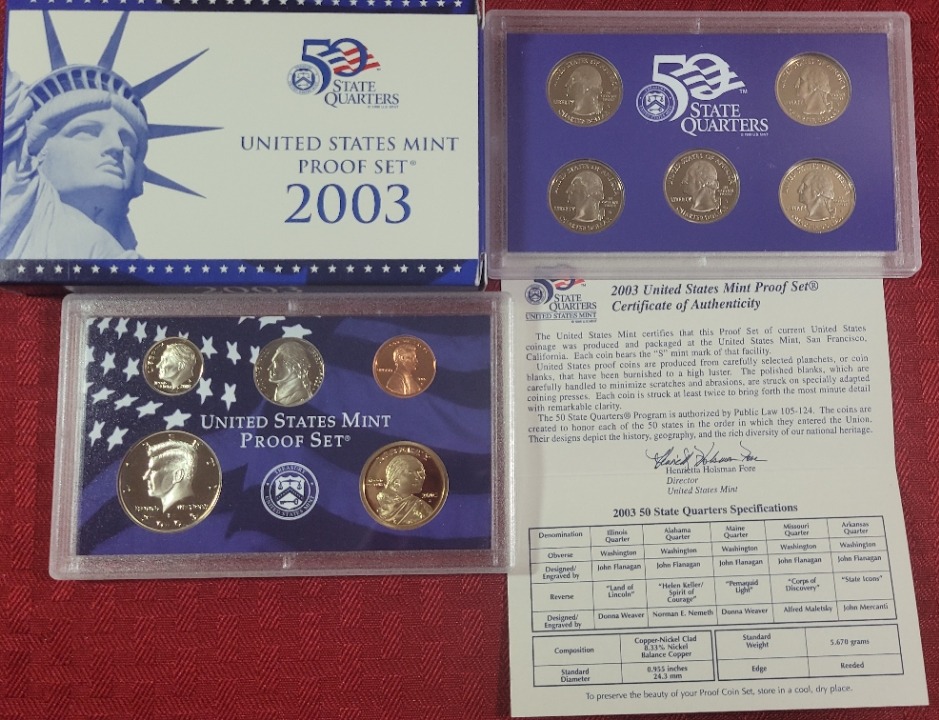 50
STATE
QUARTERS
UNITED STATES MINT
PROOF SET®
2003
50
STATE
QUARTERS™
UNITED STATES MINT
PROOF SET®
50
STATE
QUARTERS
UNITED STATES MINT
2003 United States Mint Proof Set®
Certificate of Authenticity
The United States Mint certifies that this Proof Set of current United States
coinage was produced and packaged at the United States Mint, San Francisco,
California. Each coin bears the "S" mint mark of that facility.
United States proof coins are produced from carefully selected planchets, or coin
blanks, that have been burnished to a high luster. The polished blanks, which are
carefully handled to minimize scratches and abrasions, are struck on specially adapted
coining presses. Each coin is struck at least twice to bring forth the most minute detail
with remarkable clarity.
The 50 State Quarters® Program is authorized by Public Law 105-124. The coins are
created to honor each of the 50 states in the order in which they entered the Union.
Their designs depict the history, geography, and the rich diversity of our national heritage.
Henrietta Holsman Fore
Henrietta Holsman Fore
Director
United States Mint
2003 50 State Quarters Specifications
Denomination Illinois Quarter Alabama Quarter Maine Quarter Missouri Quarter Arkansas Quarter
Obverse Washington Washington Washington Washington Washington
Designed/ Engraved by John Flanagan John Flanagan John Flanagan John Flanagan John Flanagan
Reverse "Land of Lincoln" "Helen Keller/ Spirit of Courage" "Pemaquid Light" "Corps of Discovery" "State Icons"
Designed/ Engraved by Donna Weaver Norman E. Nemeth Donna Weaver Alfred Maletsky John Mercanti
Composition Copper-Nickel Clad 8.33% Nickel Balance Copper Standard Weight 5.670 grams
Standard Diameter 0.955 inches 24.3 mm Edge Reeded
To preserve the beauty of your Proof Coin Set, store in a cool, dry place.